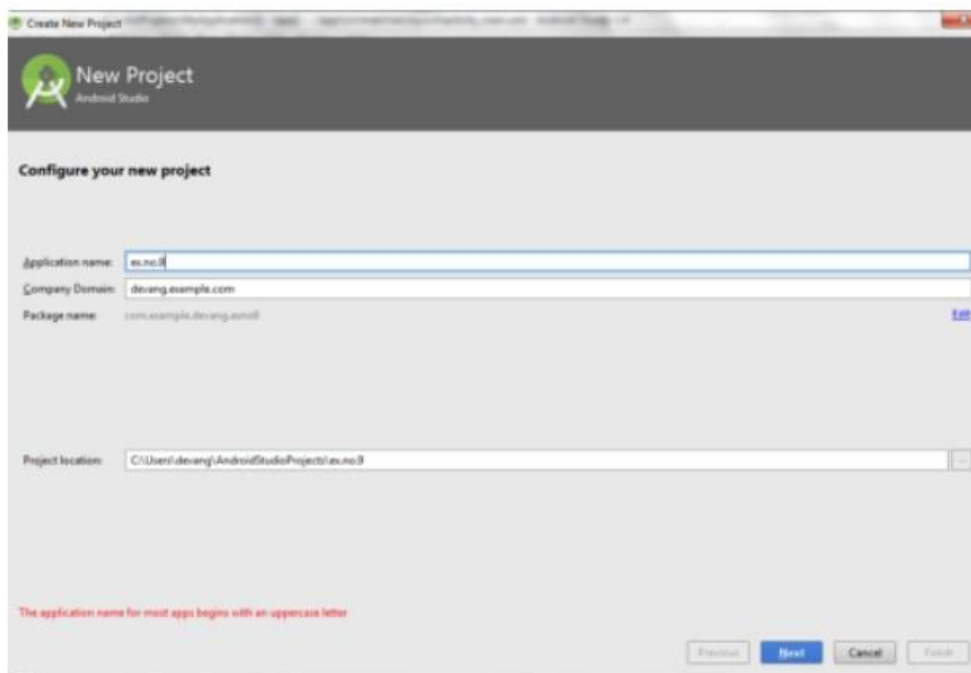 Create New Project
New Project
Android Studio
Configure your new project
Application name: ex.no.9
Company Domain: devang.example.com
Package name: com.example.devang.exno9
Edit
Project location: C:\Users\devang\AndroidStudioProjects\ex.no.9
...
The application name for most apps begins with an uppercase letter
Previous Next Cancel Finish